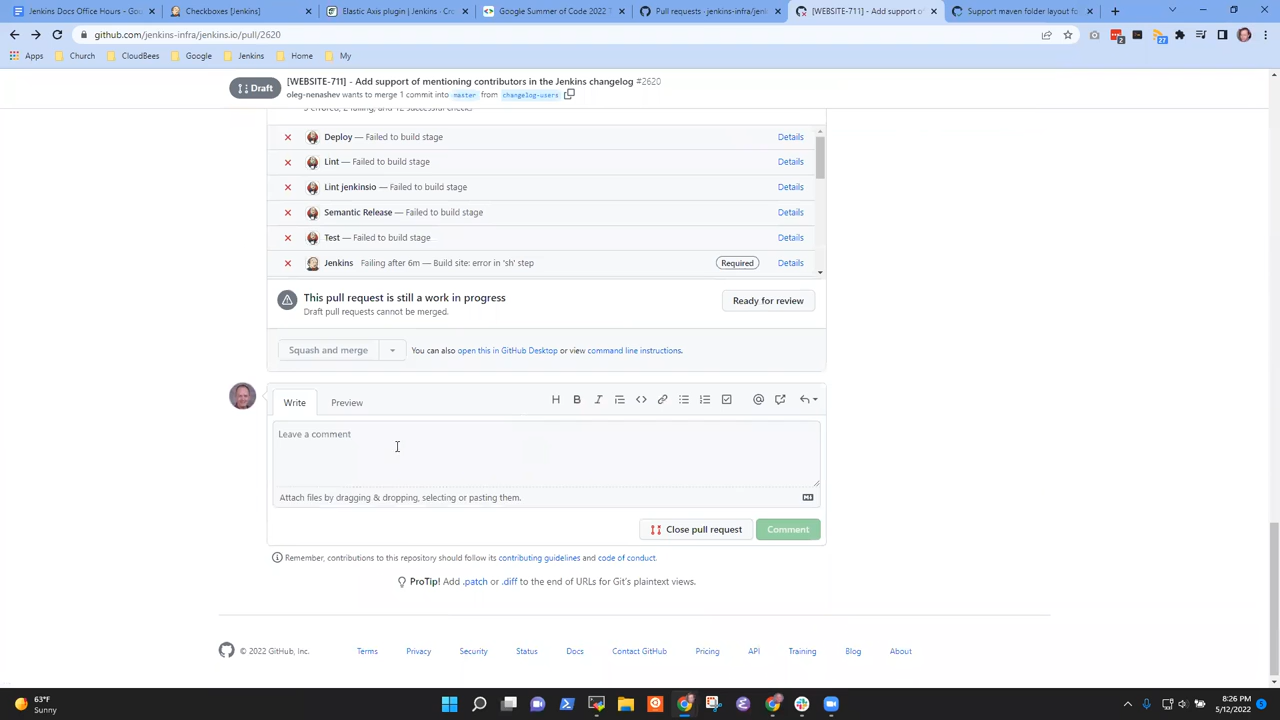 Jenkins Docs Office Hours - Goo
Checkboxes [Jenkins]
Elastic Axis plugin | Jenkins - Cro
Google Summer of Code 2022 T
Pull requests · jenkins-infra/jenki
[WEBSITE-711] - Add support o
Support maven folder layout fo
github.com/jenkins-infra/jenkins.io/pull/2620
Apps
Church
CloudBees
Google
Jenkins
Home
My
Draft
[WEBSITE-711] - Add support of mentioning contributors in the Jenkins changelog #2620
oleg-nenashev wants to merge 1 commit into master from changelog-users
Deploy — Failed to build stage Details
Lint — Failed to build stage Details
Lint jenkinsio — Failed to build stage Details
Semantic Release — Failed to build stage Details
Test — Failed to build stage Details
Jenkins Failing after 6m — Build site: error in 'sh' step Required Details
This pull request is still a work in progress
Draft pull requests cannot be merged.
Ready for review
Squash and merge
You can also open this in GitHub Desktop or view command line instructions.
Write
Preview
Leave a comment
Attach files by dragging & dropping, selecting or pasting them.
Close pull request
Comment
Remember, contributions to this repository should follow its contributing guidelines and code of conduct.
ProTip! Add .patch or .diff to the end of URLs for Git's plaintext views.
© 2022 GitHub, Inc.
Terms
Privacy
Security
Status
Docs
Contact GitHub
Pricing
API
Training
Blog
About
63°F
Sunny
8:26 PM
5/12/2022